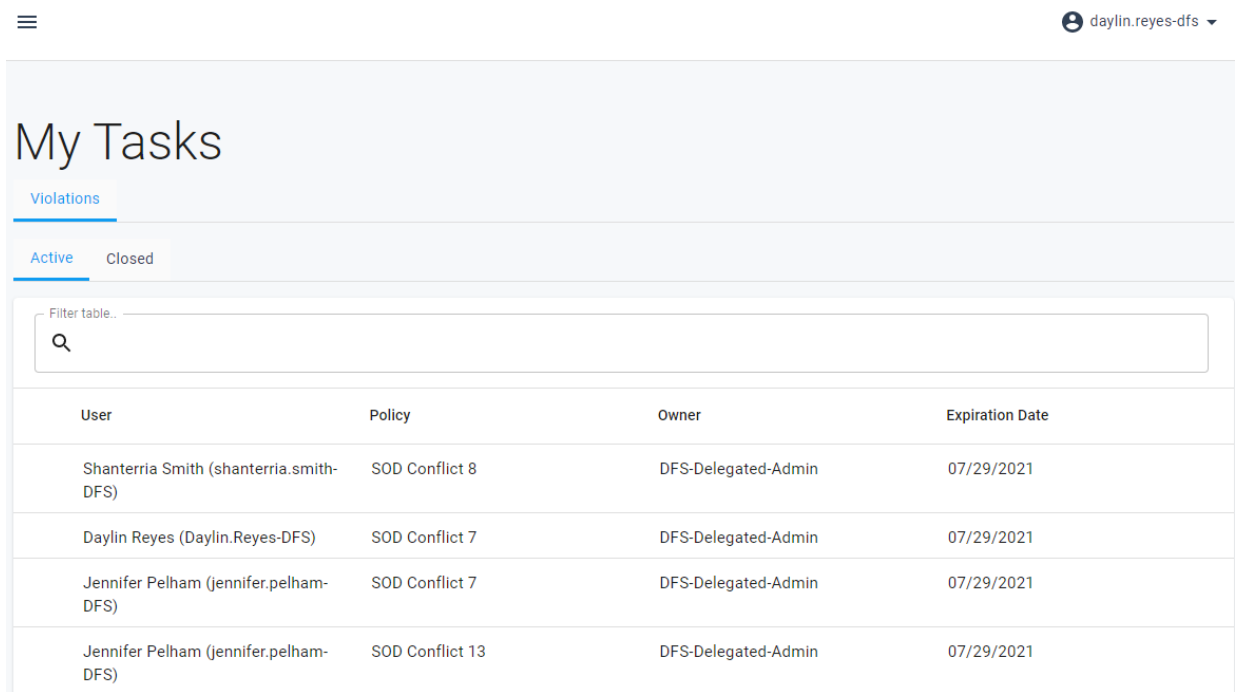 daylin.reyes-dfs
My Tasks
Violations
Active Closed
Filter table..
User Policy Owner Expiration Date
Shanterria Smith (shanterria.smith- SOD Conflict 8 DFS-Delegated-Admin 07/29/2021
DFS)
Daylin Reyes (Daylin.Reyes-DFS) SOD Conflict 7 DFS-Delegated-Admin 07/29/2021
Jennifer Pelham (jennifer.pelham- SOD Conflict 7 DFS-Delegated-Admin 07/29/2021
DFS)
Jennifer Pelham (jennifer.pelham- SOD Conflict 13 DFS-Delegated-Admin 07/29/2021
DFS)